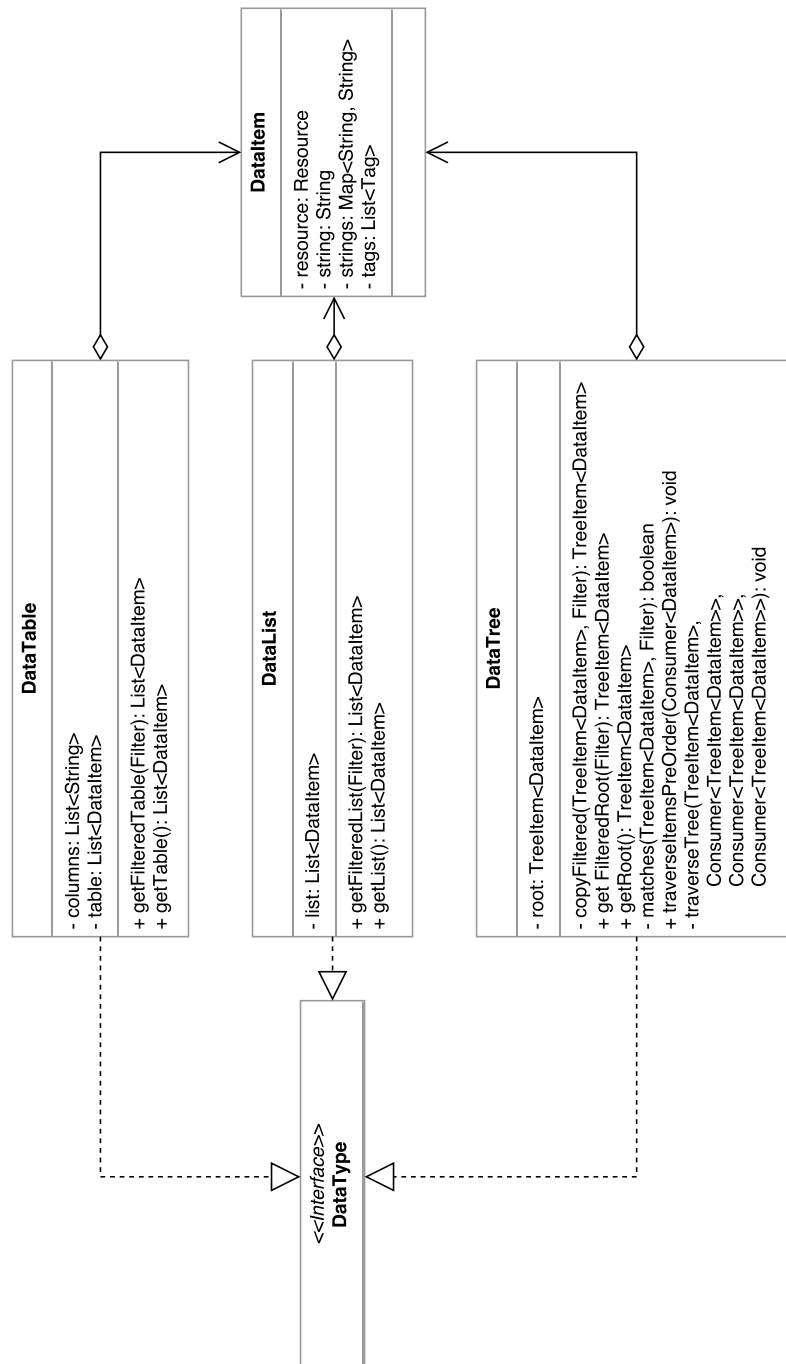 <<Interface>>
DataType
DataTable
- columns: List<String>
- table: List<DataItem>
+ getFilteredTable(Filter): List<DataItem>
+ getTable(): List<DataItem>
DataList
- list: List<DataItem>
+ getFilteredList(Filter): List<DataItem>
+ getList(): List<DataItem>
DataTree
- root: TreeItem<DataItem>
- copyFiltered(TreeItem<DataItem>, Filter): TreeItem<DataItem>
+ get FilteredRoot(Filter): TreeItem<DataItem>
+ getRoot(): TreeItem<DataItem>
- matches(TreeItem<DataItem>, Filter): boolean
+ traverseItemsPreOrder(Consumer<DataItem>): void
- traverseTree(TreeItem<DataItem>,
Consumer<TreeItem<DataItem>>,
Consumer<TreeItem<DataItem>>,
Consumer<TreeItem<DataItem>>): void
DataItem
- resource: Resource
- string: String
- strings: Map<String, String>
- tags: List<Tag>